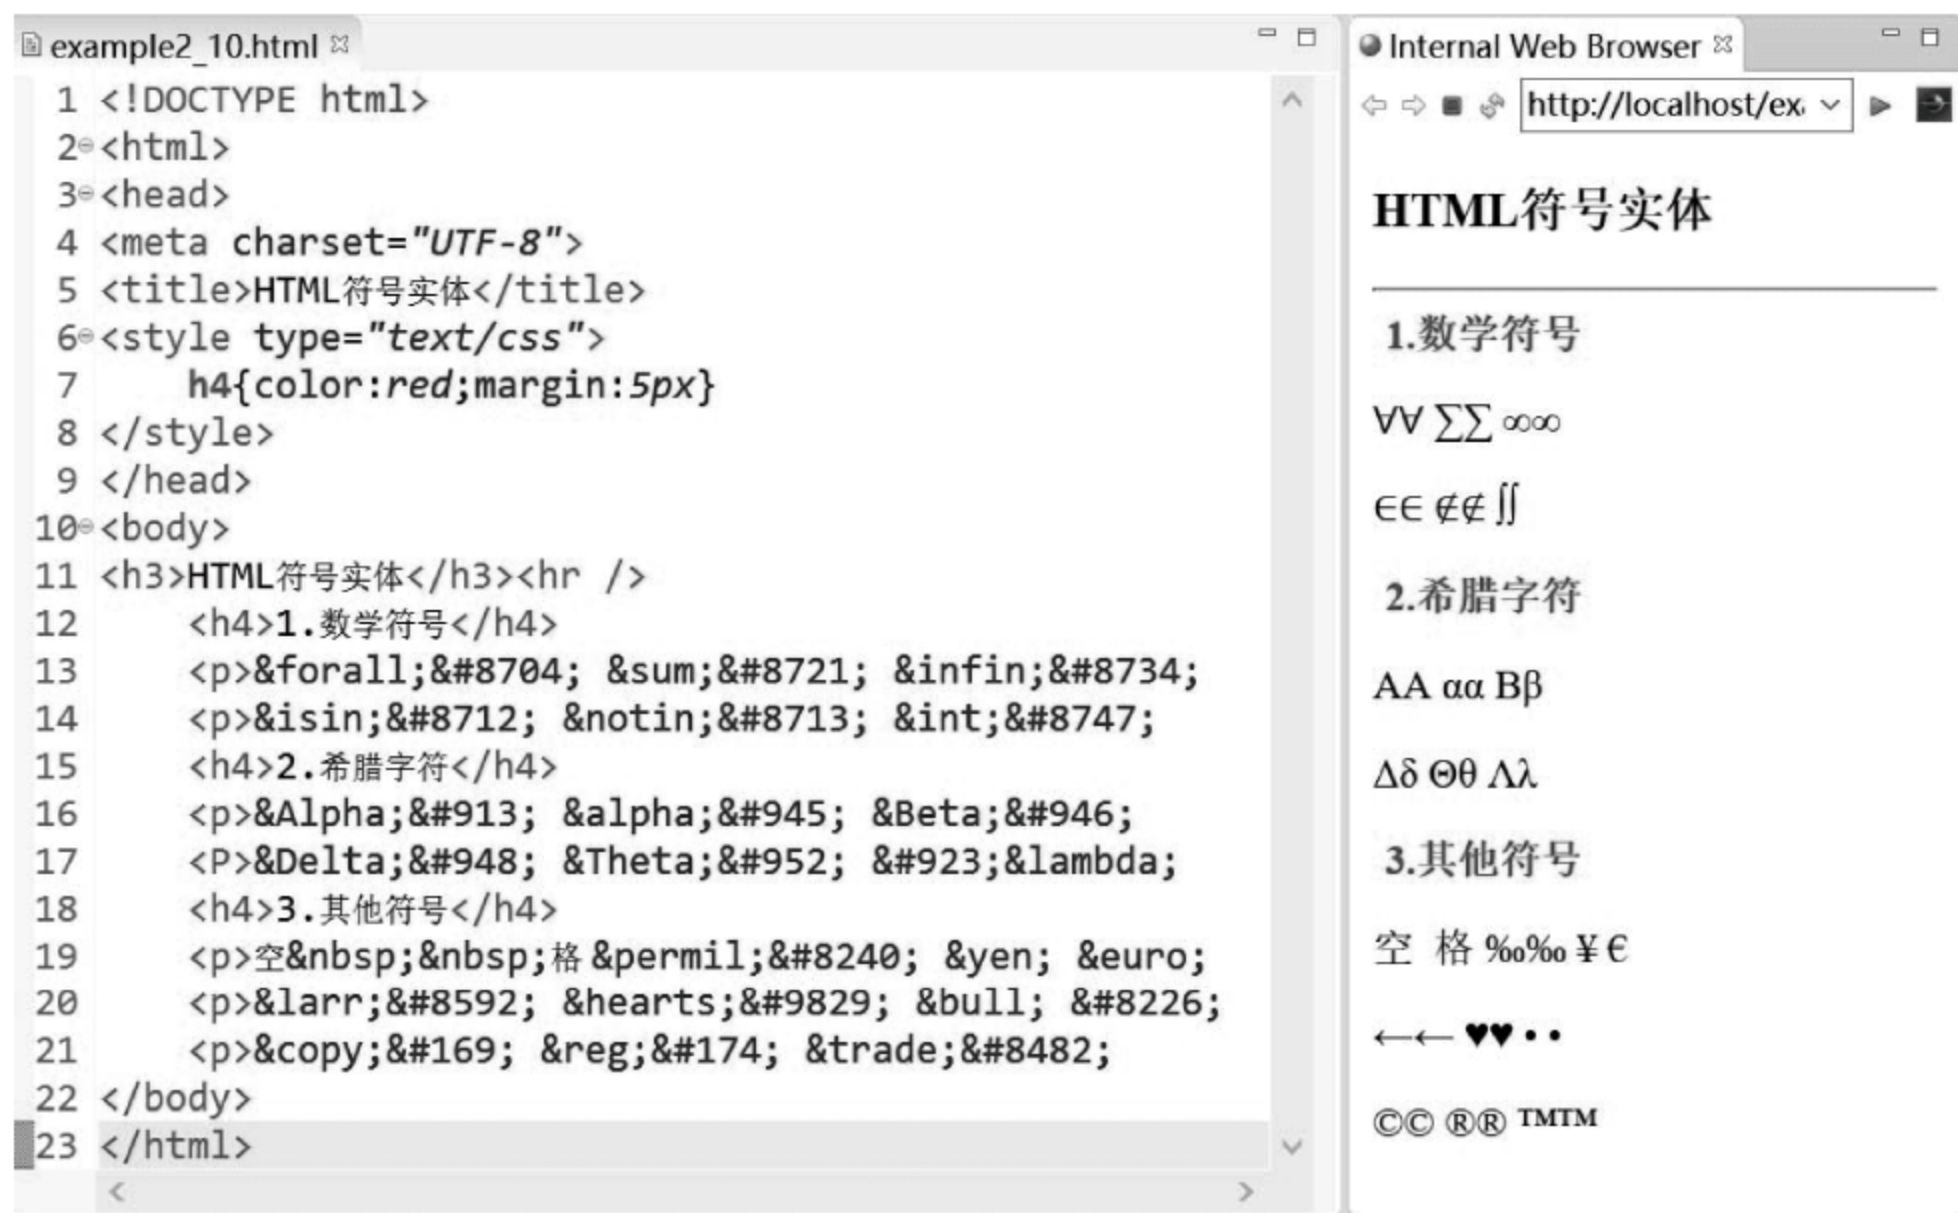 example2_10.html
1 <!DOCTYPE html>
2 <html>
3 <head>
4 <meta charset="UTF-8">
5 <title>HTML符号实体</title>
6 <style type="text/css">
7     h4{color:red;margin:5px}
8 </style>
9 </head>
10 <body>
11 <h3>HTML符号实体</h3><hr />
12     <h4>1.数学符号</h4>
13     <p>&forall;&#8704; &sum;&#8721; &infin;&#8734;
14     <p>&isin;&#8712; &notin;&#8713; &int;&#8747;
15     <h4>2.希腊字符</h4>
16     <p>&Alpha;&#913; &alpha;&#945; &Beta;&#946;
17     <P>&Delta;&#948; &Theta;&#952; &#923;&lambda;
18     <h4>3.其他符号</h4>
19     <p>空&nbsp;&nbsp;格 &permil;&#8240; &yen; &euro;
20     <p>&larr;&#8592; &hearts;&#9829; &bull; &#8226;
21     <p>&copy;&#169; &reg;&#174; &trade;&#8482;
22 </body>
23 </html>
Internal Web Browser
http://localhost/ex
HTML符号实体
1.数学符号
∀∀ ∑∑ ∞∞
∈∈ ∉∉ ∫∫
2.希腊字符
ΑΑ αα Ββ
Δδ Θθ Λλ
3.其他符号
空  格 ‰‰ ¥ €
←← ♥♥ • •
©© ®® ™™